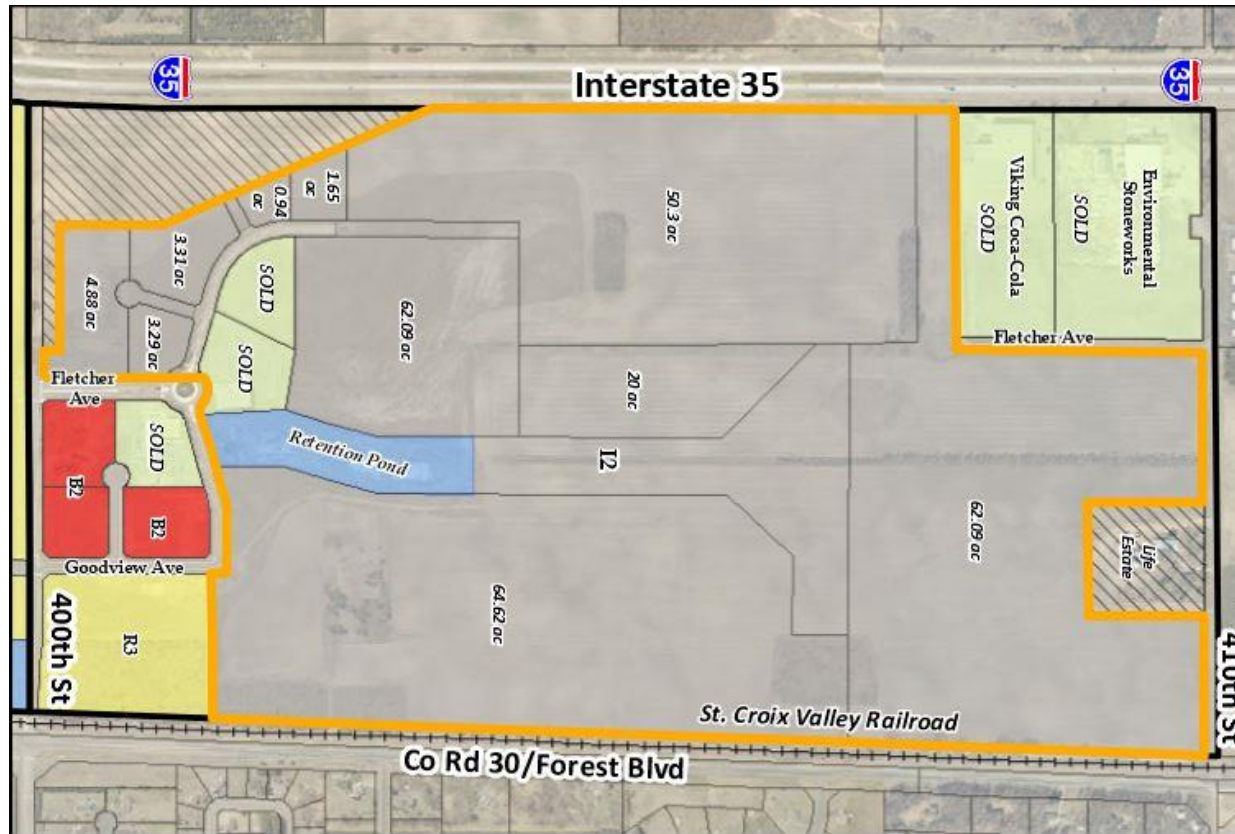 35
Interstate 35
35
1.65
ac
0.94
ac
50.3 ac
Viking Coca-Cola
SOLD
Environmental
Stoneworks
SOLD
3.31 ac
4.88 ac
3.29 ac
SOLD
SOLD
62.09 ac
20 ac
Fletcher Ave
Fletcher
Ave
SOLD
B2
B2
Retention Pond
I2
62.09 ac
Life
Estate
Goodview Ave
R3
64.62 ac
400th St
410th St
St. Croix Valley Railroad
Co Rd 30/Forest Blvd